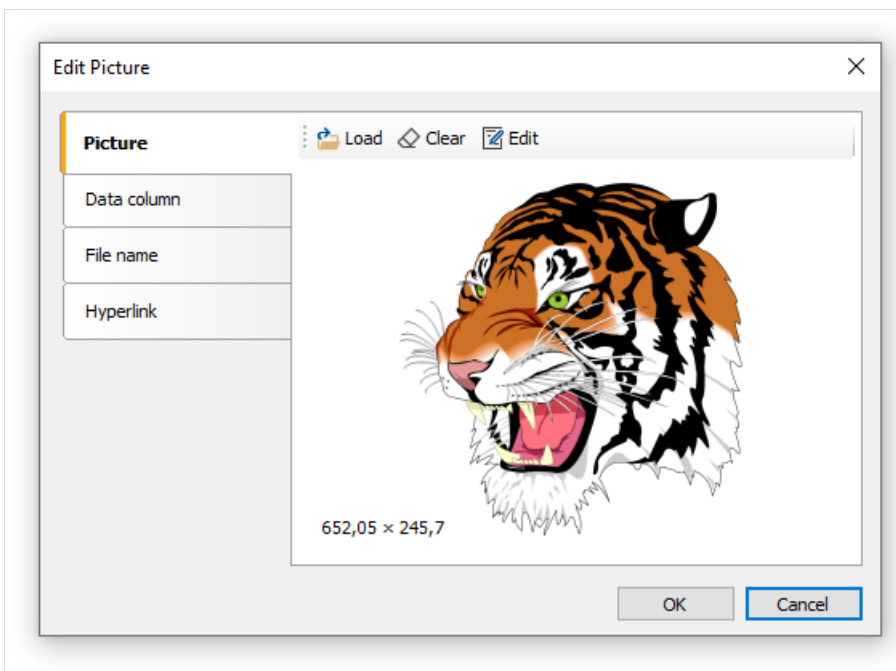 Edit Picture
Picture
Load Clear Edit
Data column
File name
Hyperlink
652,05 × 245,7
OK Cancel